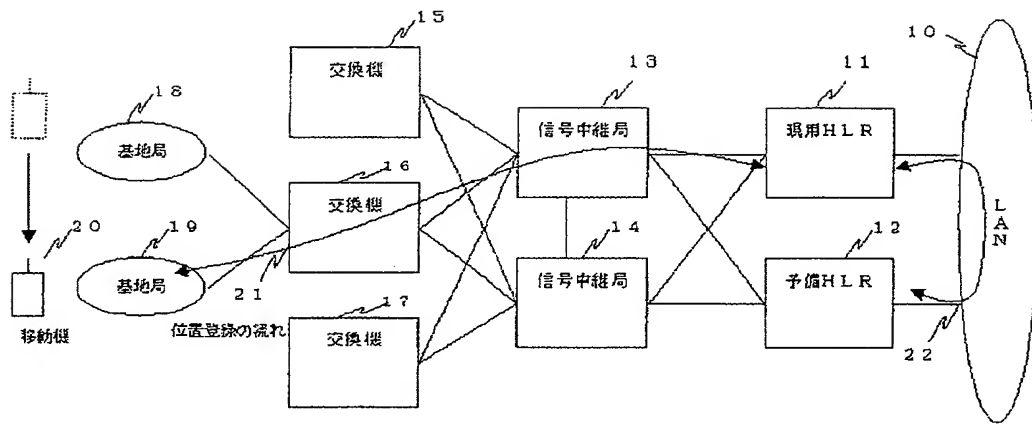 １５
交換機
１８
基地局
１６
交換機
２０
１９
基地局
２１
移動機
位置登録の流れ
１７
交換機
１３
信号中継局
１４
信号中継局
１１
現用ＨＬＲ
１２
予備ＨＬＲ
１０
ＬＡＮ
２２